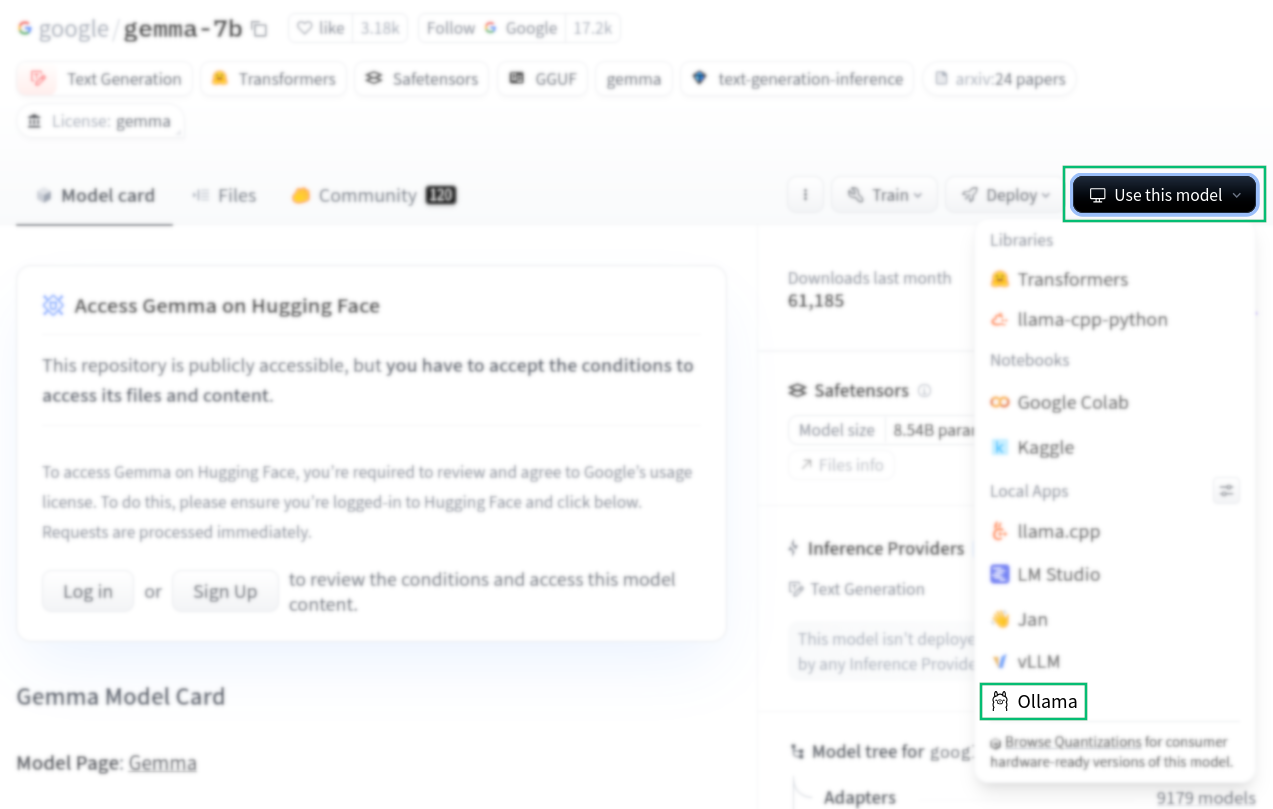 google/gemma-7b like 3.18k Follow Google 17.2k
Text Generation Transformers Safetensors GGUF gemma text-generation-inference arxiv:24 papers
License: gemma
Model card Files Community 120 Train Deploy Use this model
Access Gemma on Hugging Face
This repository is publicly accessible, but you have to accept the conditions to
access its files and content.
To access Gemma on Hugging Face, you're required to review and agree to Google's usage
license. To do this, please ensure you're logged-in to Hugging Face and click below.
Requests are processed immediately.
Log in or Sign Up to review the conditions and access this model
content.
Gemma Model Card
Model Page: Gemma
Downloads last month
61,185
Safetensors
Model size 8.54B
Files info
Inference Providers
Text Generation
This model isn't
by any Inference
Model tree for
Adapters 9179 models
Libraries
Transformers
llama-cpp-python
Notebooks
Google Colab
Kaggle
Local Apps
llama.cpp
LM Studio
Jan
vLLM
Ollama
Browse Quantizations for consumer
hardware-ready versions of this model.